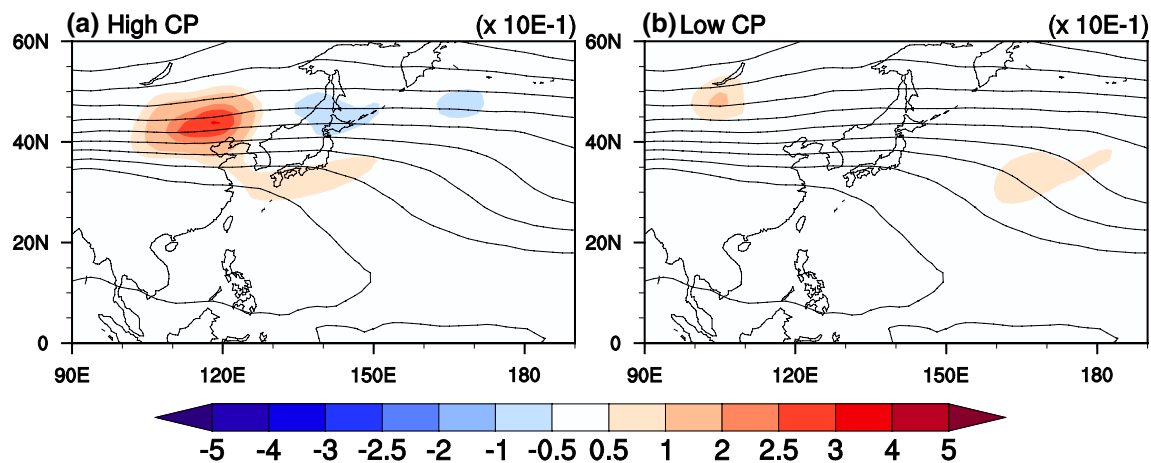 (a) High CP (x 10E-1) (b) Low CP (x 10E-1)
60N 60N
40N 40N
20N 20N
0 0
90E 120E 150E 180 90E 120E 150E 180
-5 -4 -3 -2.5 -2 -1 -0.5 0.5 1 2 2.5 3 4 5